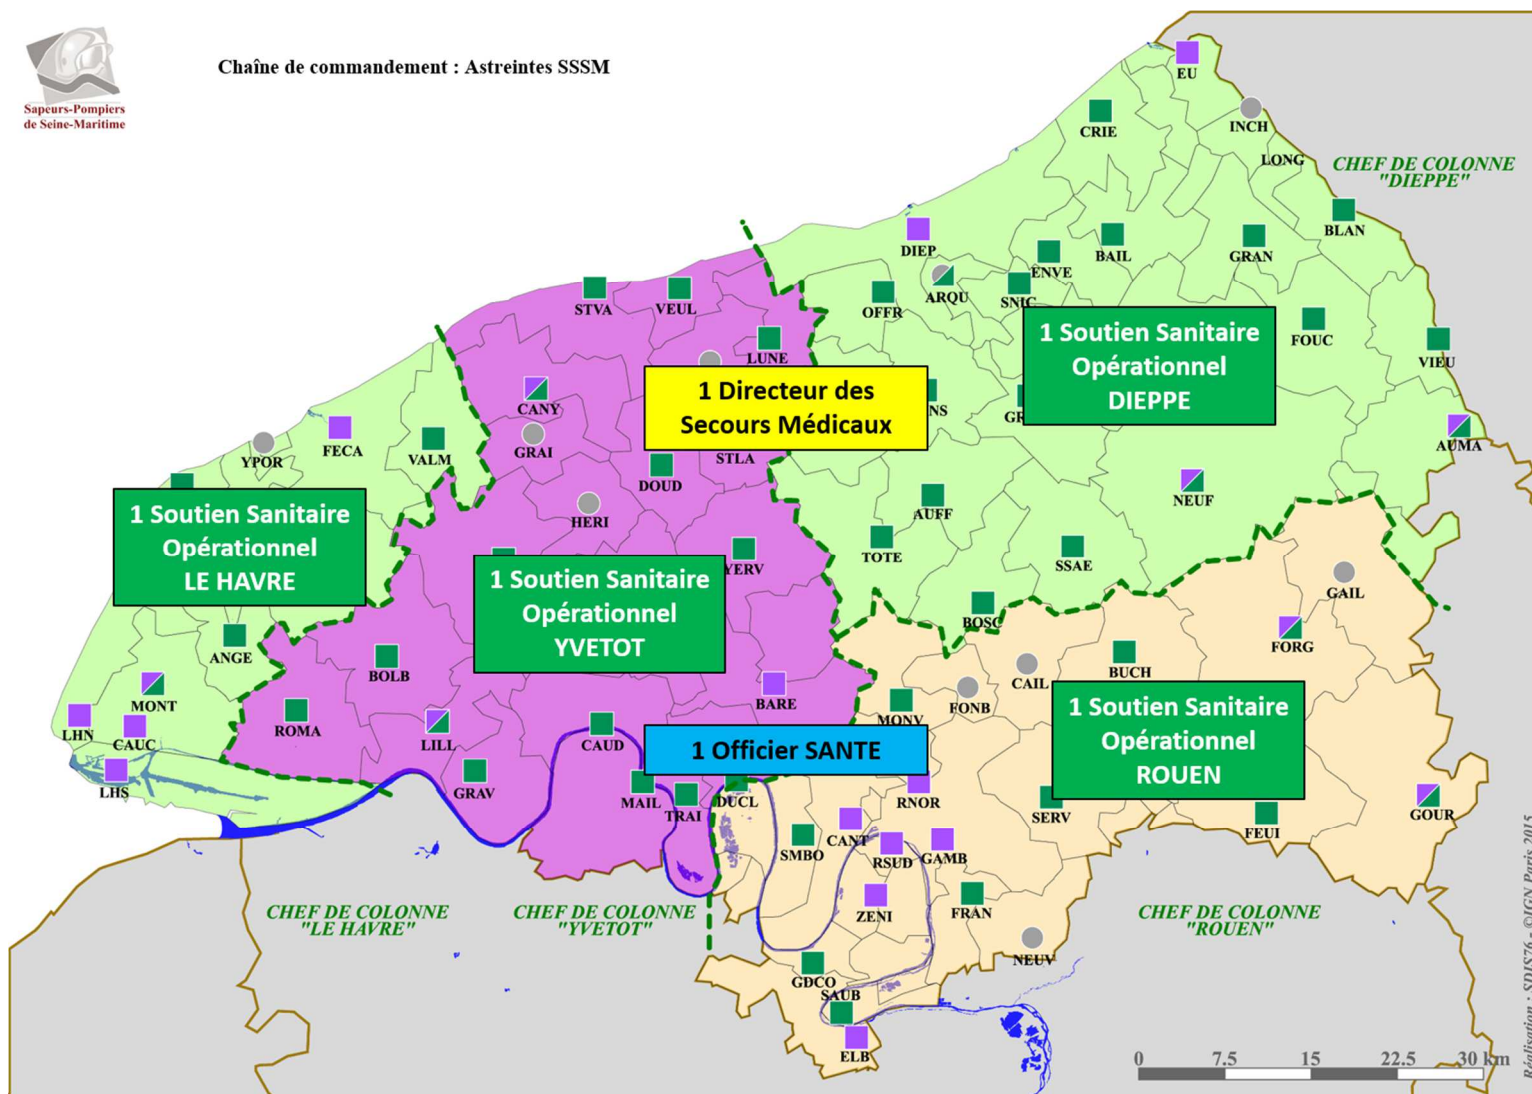 Sapeurs-Pompiers
de Seine-Maritime
Chaîne de commandement : Astreintes SSSM
EU
CRIE
INCH
LONG
CHEF DE COLONNE
"DIEPPE"
BLAN
DIEP
ENVE
BAIL
GRAN
ARQU
SNIC
OFFR
STVA
VEUL
LUNE
FOUC
VIEU
1 Soutien Sanitaire
Opérationnel
DIEPPE
1 Directeur des
Secours Médicaux
CANY
GRAI
YPOR
FECA
VALM
STLA
DOUD
AUMA
NEUF
HERI
AUFF
TOTE
SSAE
YERV
1 Soutien Sanitaire
Opérationnel
LE HAVRE
1 Soutien Sanitaire
Opérationnel
YVETOT
BOSC
GAIL
FORG
ANGE
BOLB
BUCH
CAIL
FONB
MONT
BARE
MONV
1 Soutien Sanitaire
Opérationnel
ROUEN
LHN
CAUC
ROMA
LILL
CAUD
1 Officier SANTE
LHS
GRAV
MAIL
TRAI
DUCL
RNOR
SERV
FEUI
GOUR
SMBO
CANT
RSUD
GAMB
ZENI
FRAN
CHEF DE COLONNE
"LE HAVRE"
CHEF DE COLONNE
"YVETOT"
CHEF DE COLONNE
"ROUEN"
NEUV
GDCO
SAUB
ELB
0 7.5 15 22.5 30 km
Réalisation : SDIS76 - ©IGN Paris 2015